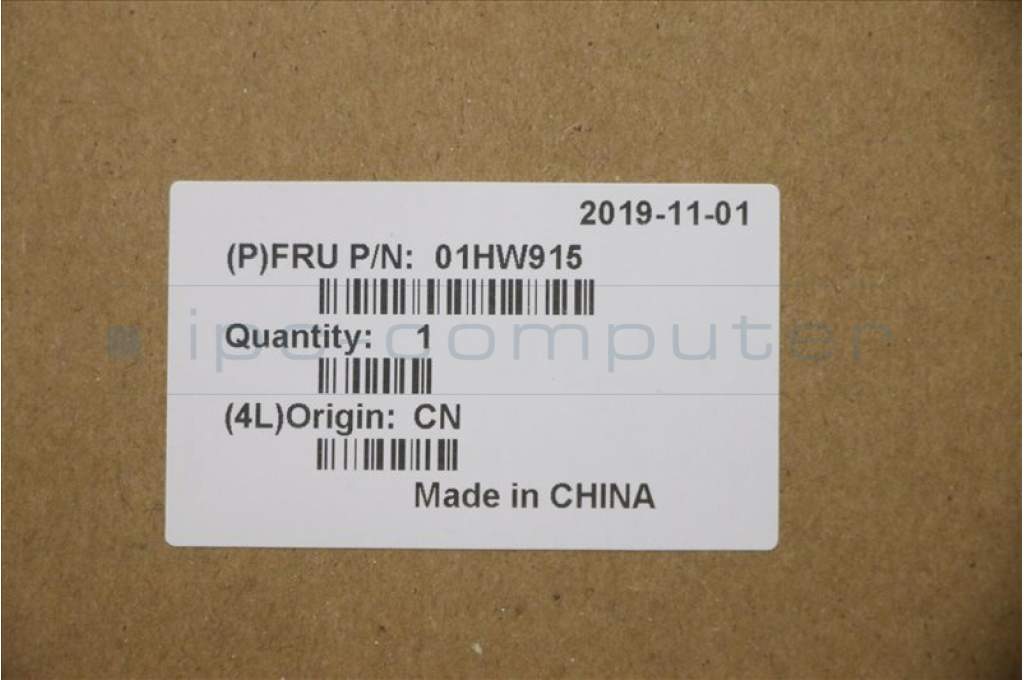 2019-11-01
(P)FRU P/N: 01HW915
Quantity: 1
(4L)Origin: CN
Made in CHINA
ipc-computer